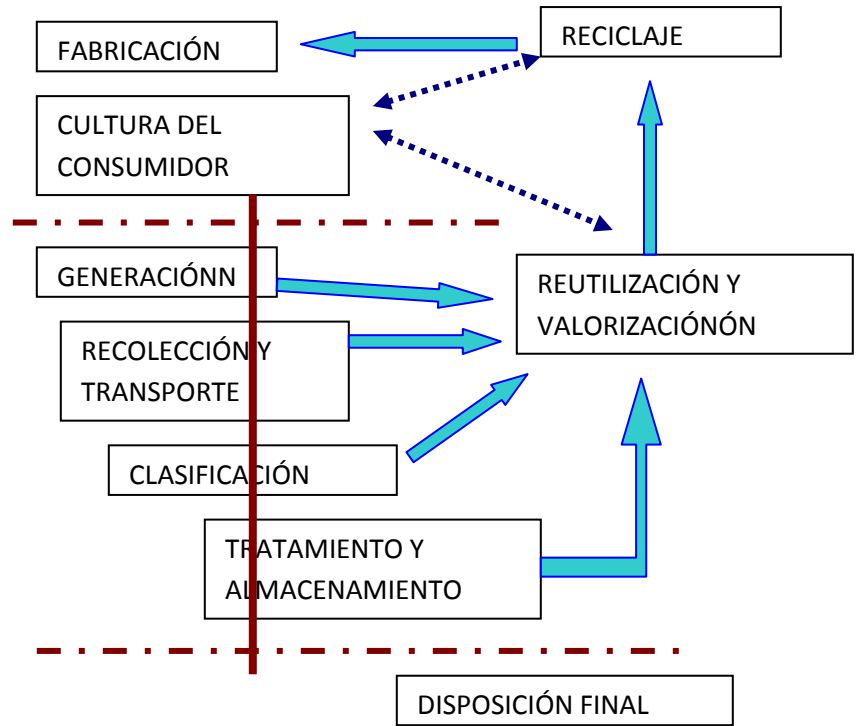 FABRICACIÓN
RECICLAJE
CULTURA DEL
CONSUMIDOR
GENERACIÓNN
REUTILIZACIÓN Y
VALORIZACIÓNÓN
RECOLECCIÓN Y
TRANSPORTE
CLASIFICACIÓN
TRATAMIENTO Y
ALMACENAMIENTO
DISPOSICIÓN FINAL